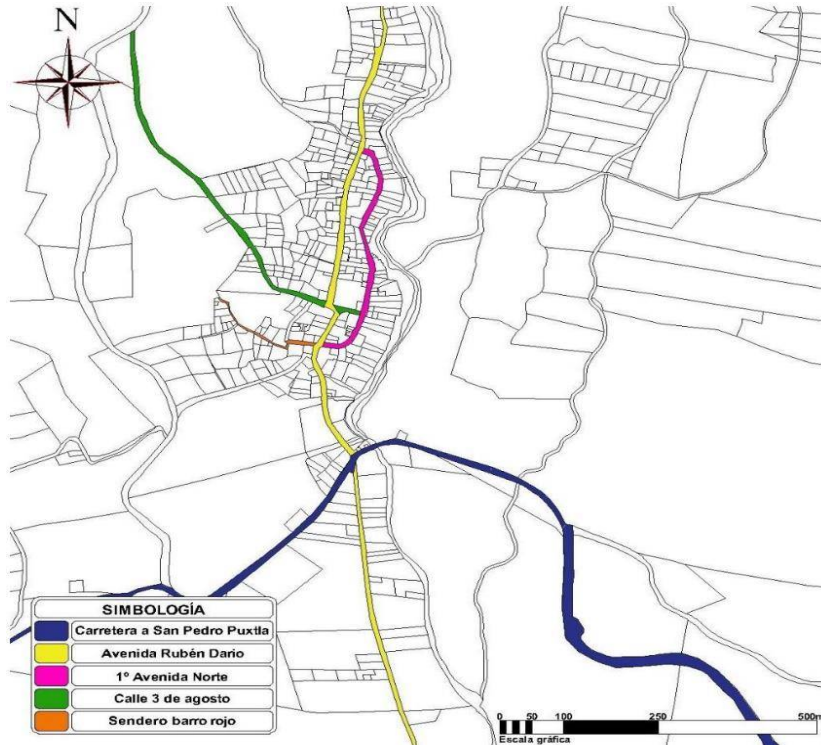 N
SIMBOLOGÍA
Carretera a San Pedro Puxtla
Avenida Rubén Dario
1º Avenida Norte
Calle 3 de agosto
Sendero barro rojo
0 50 100 250 500m
Escala gráfica